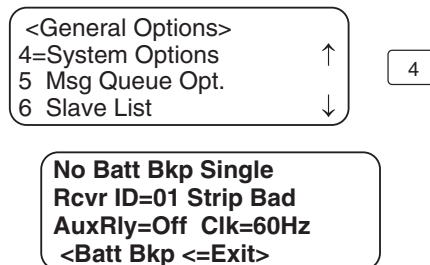 <General Options>
4=System Options ↑
4
5 Msg Queue Opt.
6 Slave List ↓
No Batt Bkp Single
Rcvr ID=01 Strip Bad
AuxRly=Off Clk=60Hz
<Batt Bkp <=Exit>